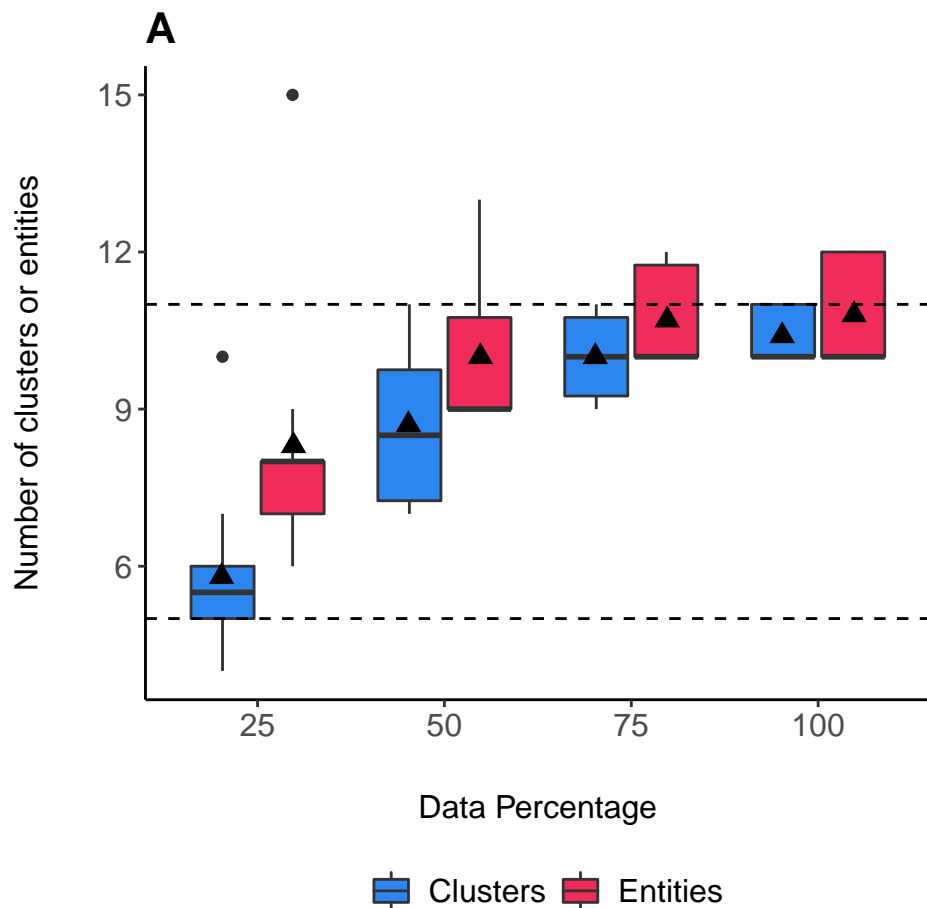 A
Number of clusters or entities
15
12
9
6
25 50 75 100
Data Percentage
Clusters Entities